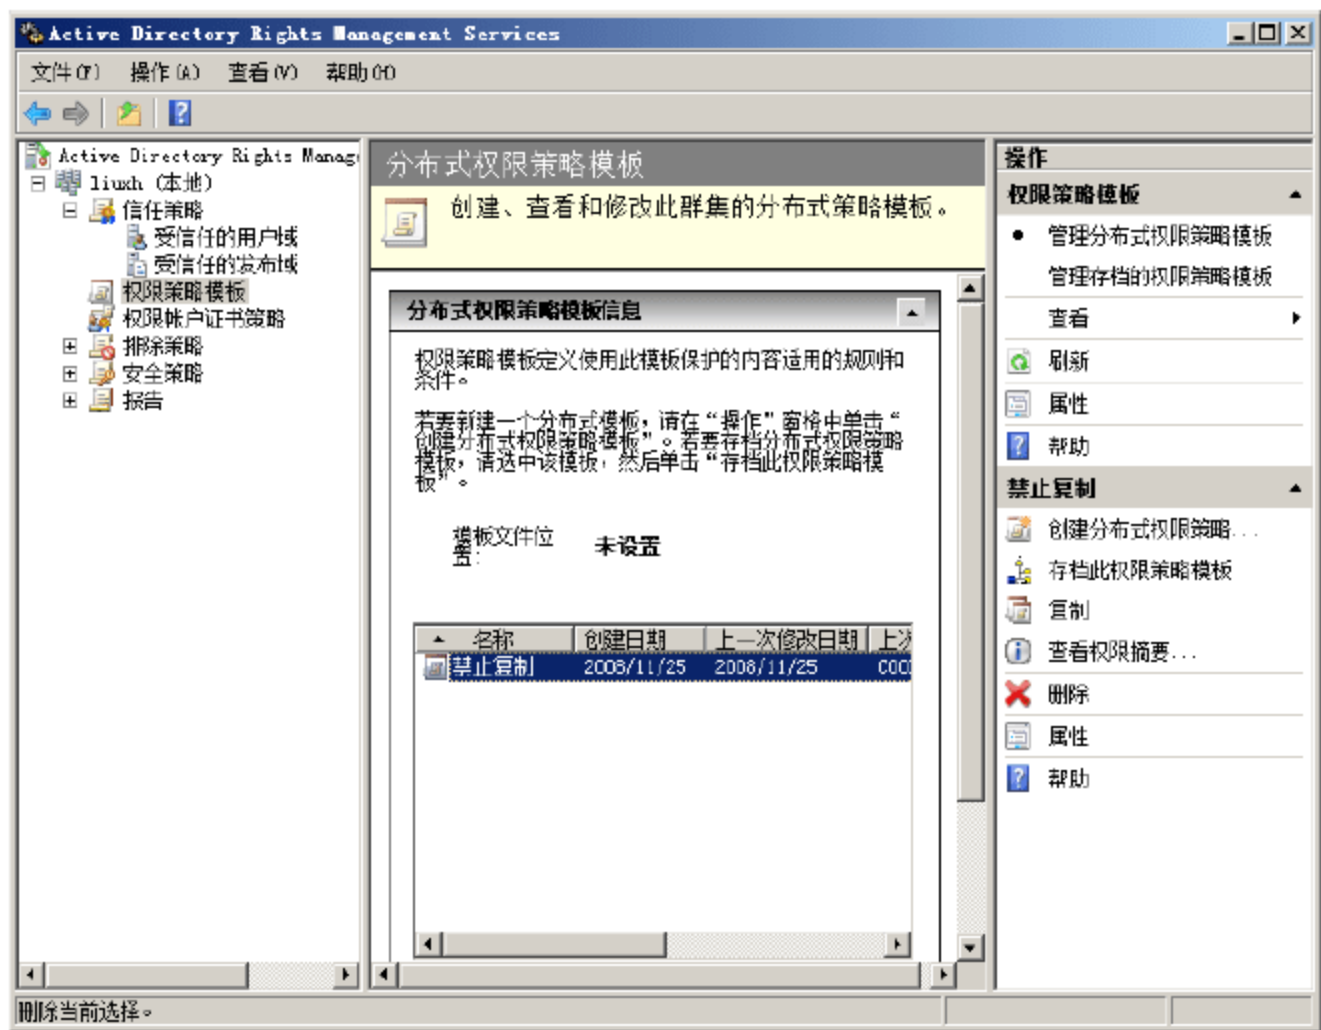 Active Directory Rights Management Services
文件(F) 操作(A) 查看(V) 帮助(H)
Active Directory Rights Manag
liuxh (本地)
信任策略
受信任的用户域
受信任的发布域
权限策略模板
权限帐户证书策略
排除策略
安全策略
报告
分布式权限策略模板
创建、查看和修改此群集的分布式策略模板。
分布式权限策略模板信息
权限策略模板定义使用此模板保护的内容适用的规则和
条件。
若要新建一个分布式模板，请在“操作”窗格中单击“
创建分布式权限策略模板”。若要存档分布式权限策略
模板，请选中该模板，然后单击“存档此权限策略模
板”。
模板文件位
置:
未设置
名称 创建日期 上一次修改日期 上次
禁止复制 2008/11/25 2008/11/25
操作
权限策略模板
管理分布式权限策略模板
管理存档的权限策略模板
查看
刷新
属性
帮助
禁止复制
创建分布式权限策略...
存档此权限策略模板
复制
查看权限摘要...
删除
属性
帮助
删除当前选择。